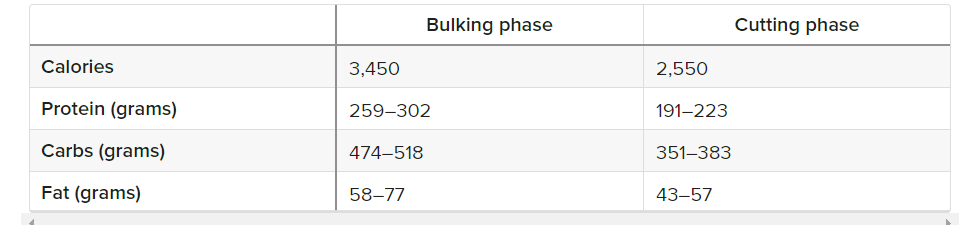 Bulking phase Cutting phase
Calories 3,450 2,550
Protein (grams) 259–302 191–223
Carbs (grams) 474–518 351–383
Fat (grams) 58–77 43–57